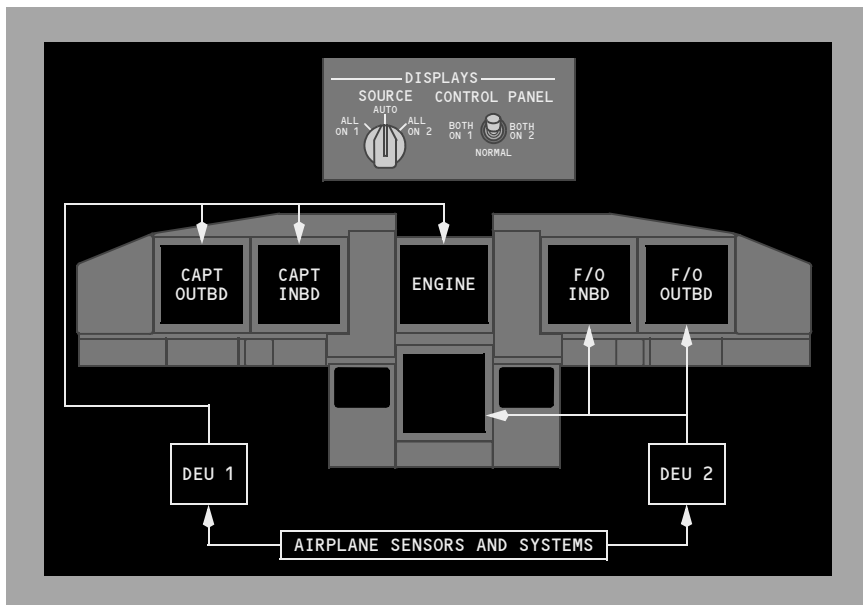 DISPLAYS
SOURCE
CONTROL PANEL
AUTO
ALL
ON 1
ALL
ON 2
BOTH
ON 1
BOTH
ON 2
NORMAL
CAPT
OUTBD
CAPT
INBD
ENGINE
F/O
INBD
F/O
OUTBD
DEU 1
DEU 2
AIRPLANE SENSORS AND SYSTEMS